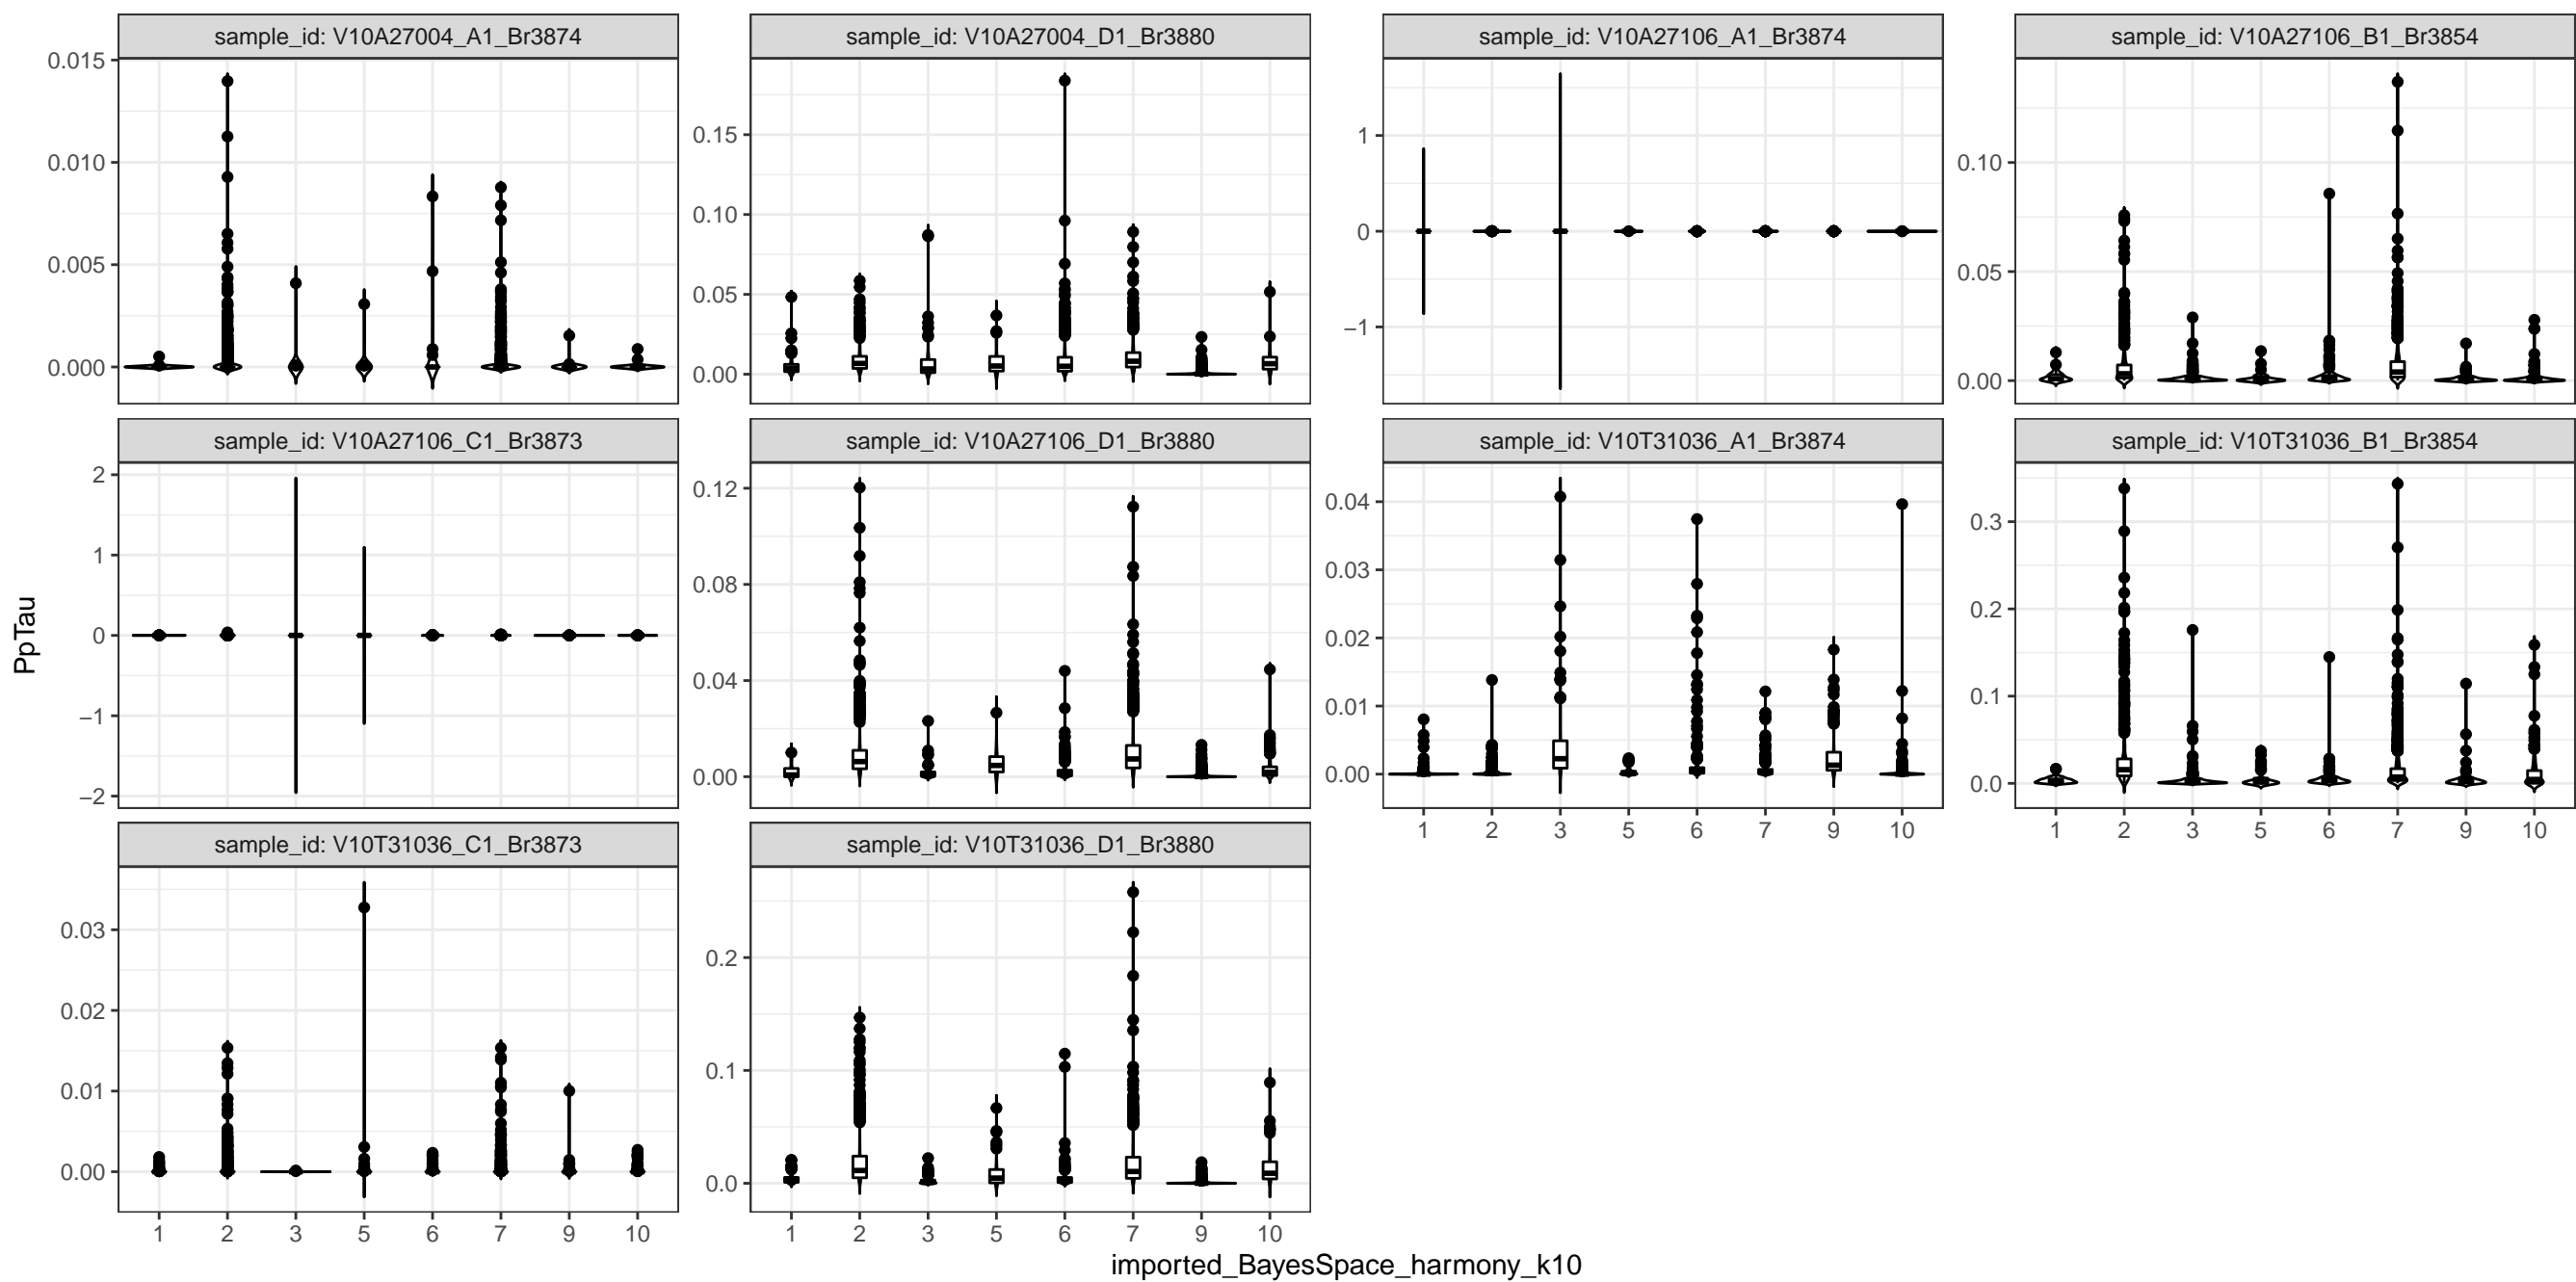 sample_id: V10A27004_A1_Br3874
sample_id: V10A27004_D1_Br3880
sample_id: V10A27106_A1_Br3874
sample_id: V10A27106_B1_Br3854
0.015
0.010
0.005
0.000
0.15
0.10
0.05
0.00
1
0
−1
0.10
0.05
0.00
sample_id: V10A27106_C1_Br3873
sample_id: V10A27106_D1_Br3880
sample_id: V10T31036_A1_Br3874
sample_id: V10T31036_B1_Br3854
2
1
0
−1
−2
0.12
0.08
0.04
0.00
0.04
0.03
0.02
0.01
0.00
0.3
0.2
0.1
0.0
1 2 3 5 6 7 9 10
1 2 3 5 6 7 9 10
sample_id: V10T31036_C1_Br3873
sample_id: V10T31036_D1_Br3880
0.03
0.02
0.01
0.00
0.2
0.1
0.0
1 2 3 5 6 7 9 10
1 2 3 5 6 7 9 10
PpTau
imported_BayesSpace_harmony_k10